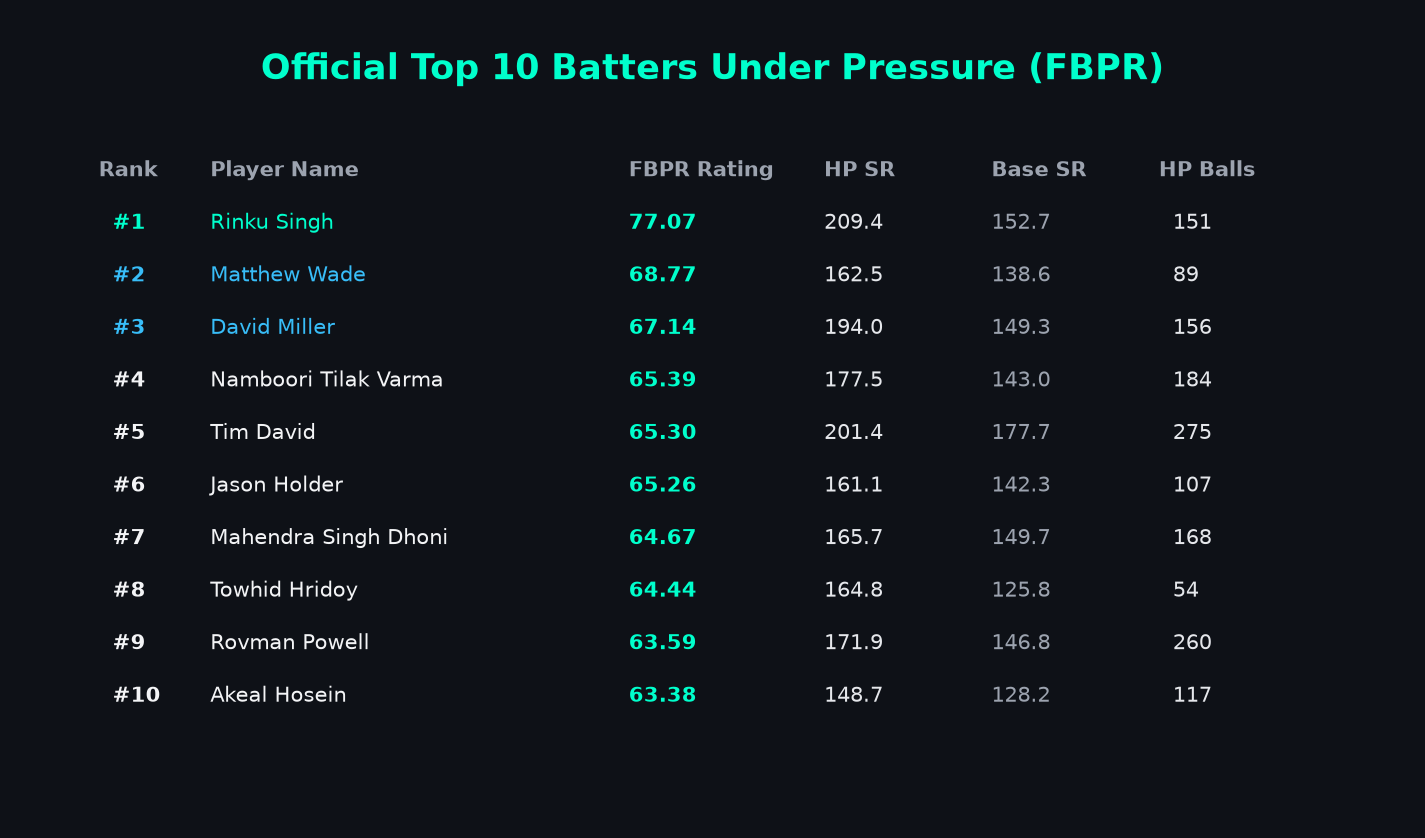 Official Top 10 Batters Under Pressure (FBPR)
Rank Player Name FBPR Rating HP SR Base SR HP Balls
#1 Rinku Singh 77.07 209.4 152.7 151
#2 Matthew Wade 68.77 162.5 138.6 89
#3 David Miller 67.14 194.0 149.3 156
#4 Namboori Tilak Varma 65.39 177.5 143.0 184
#5 Tim David 65.30 201.4 177.7 275
#6 Jason Holder 65.26 161.1 142.3 107
#7 Mahendra Singh Dhoni 64.67 165.7 149.7 168
#8 Towhid Hridoy 64.44 164.8 125.8 54
#9 Rovman Powell 63.59 171.9 146.8 260
#10 Akeal Hosein 63.38 148.7 128.2 117